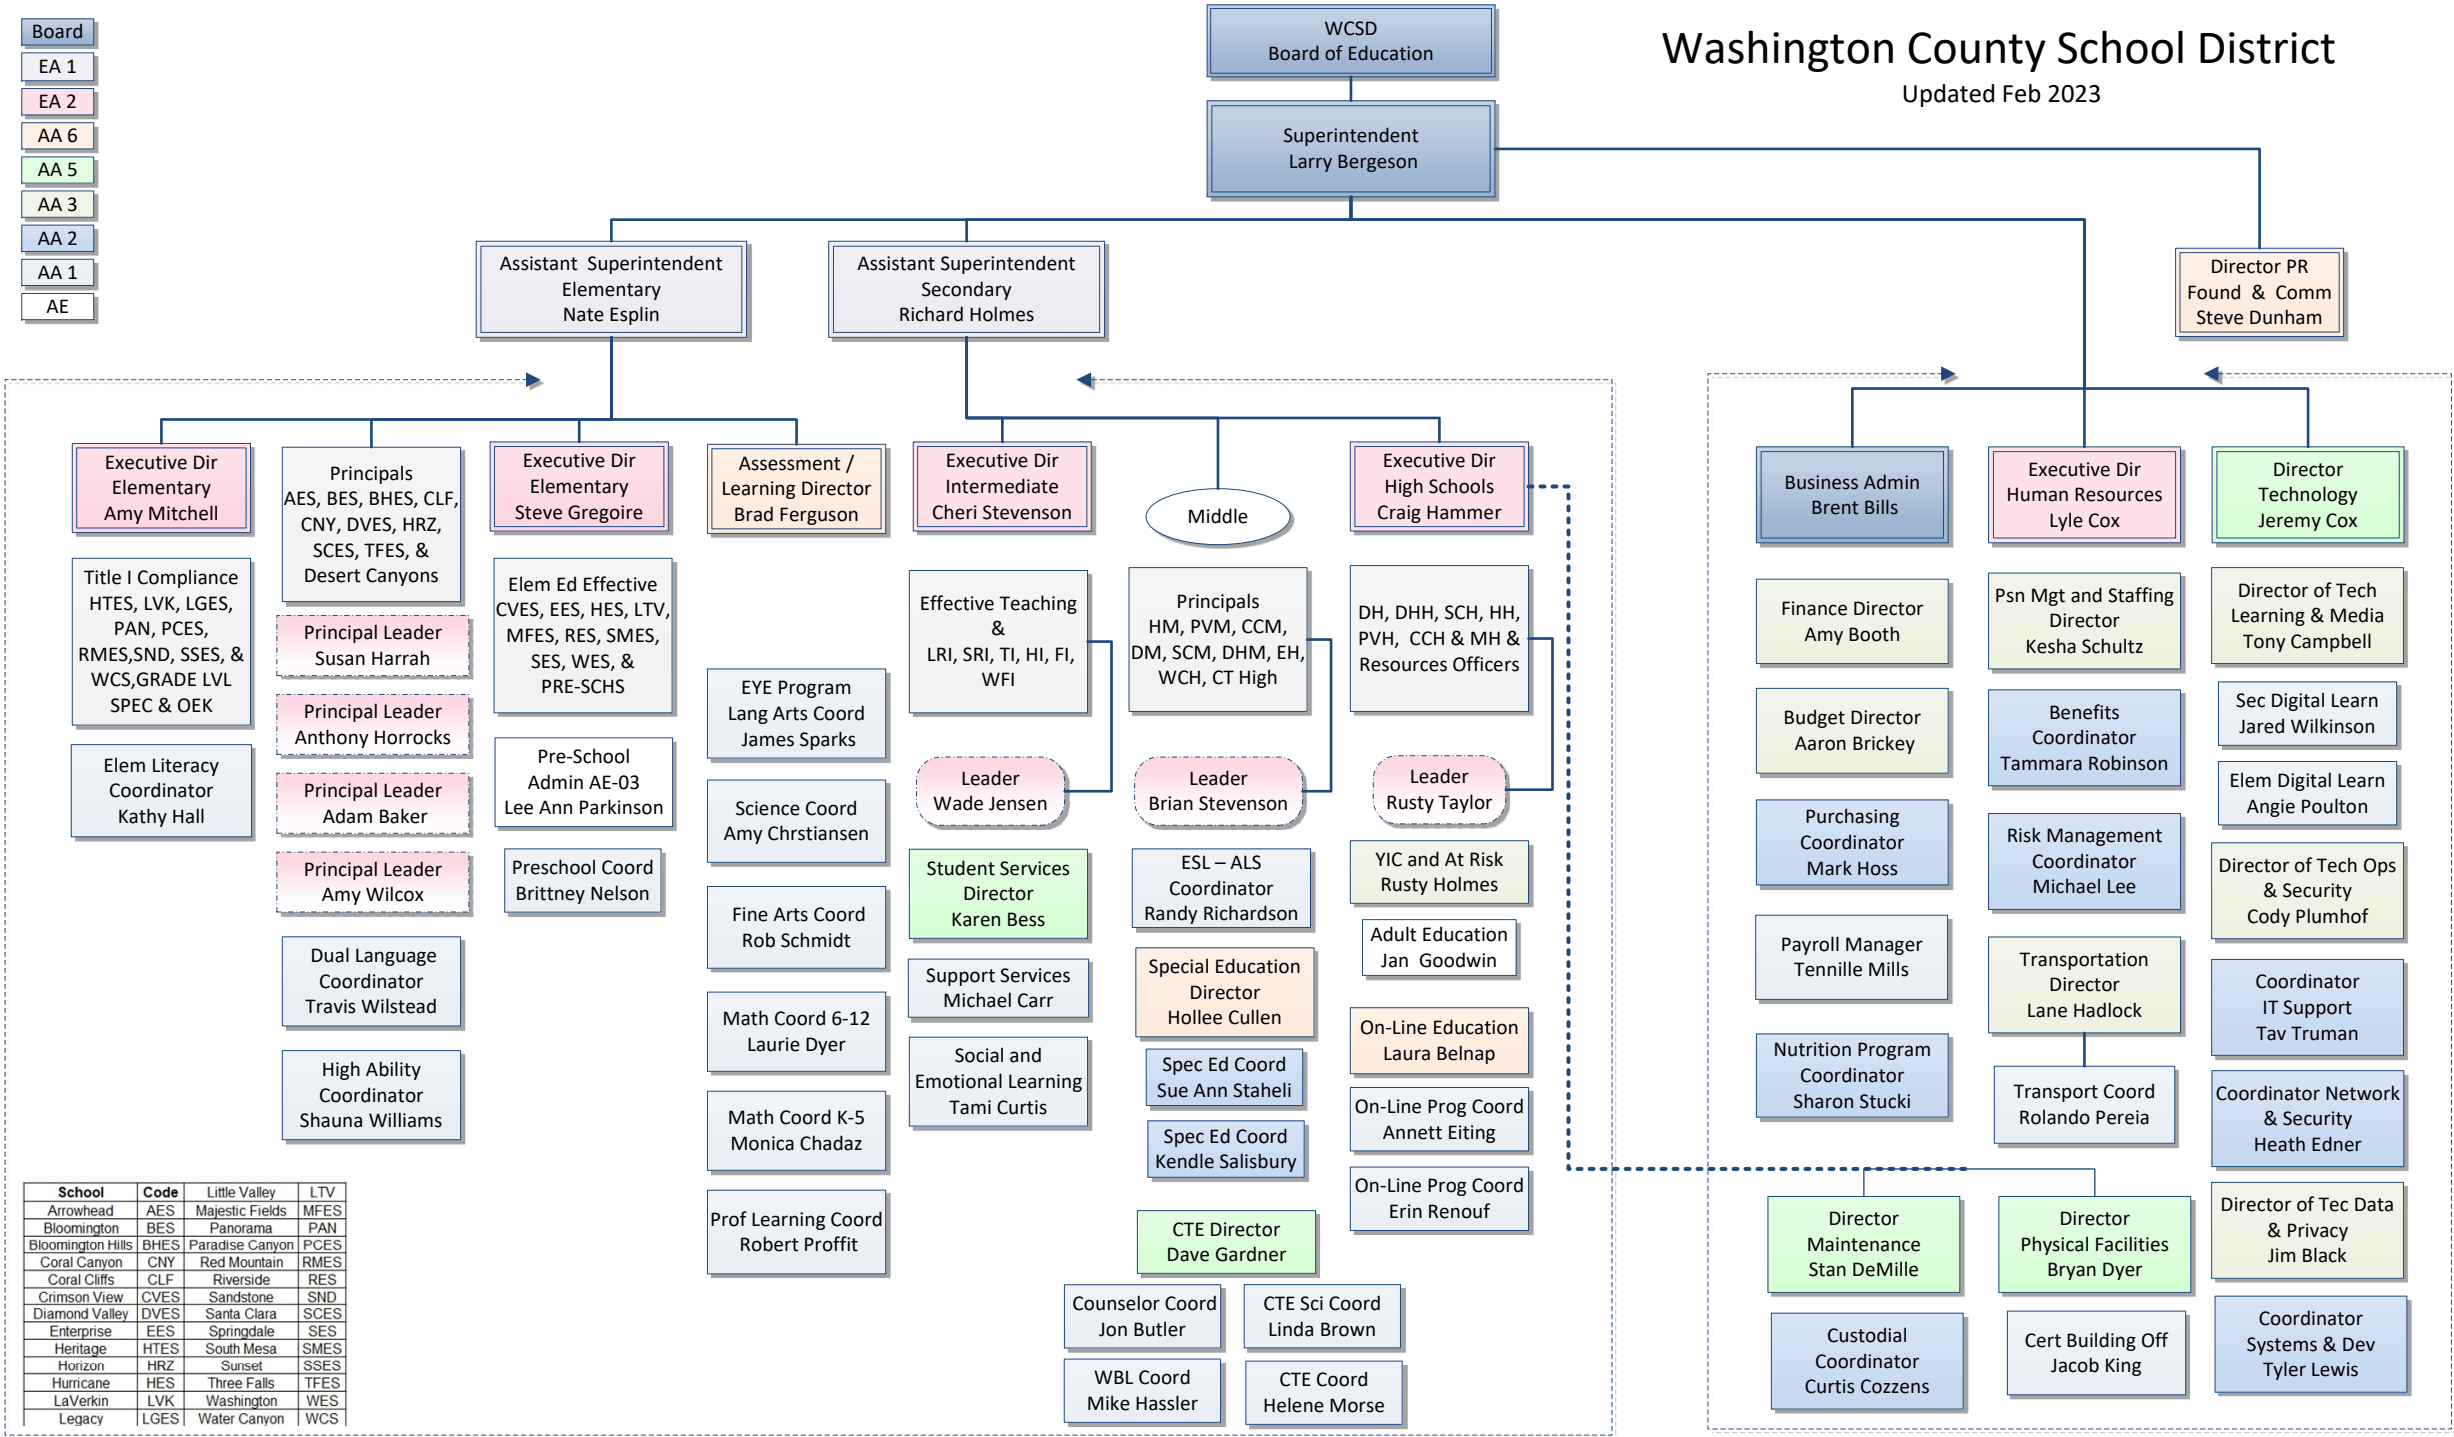 Board
EA 1
EA 2
AA 6
AA 5
AA 3
AA 2
AA 1
AE
WCSD
Board of Education
Washington County School District
Updated Feb 2023
Superintendent
Larry Bergeson
Assistant Superintendent
Elementary
Nate Esplin
Assistant Superintendent
Secondary
Richard Holmes
Director PR
Found & Comm
Steve Dunham
Executive Dir
Elementary
Amy Mitchell
Title I Compliance
HTES, LVK, LGES,
PAN, PCES,
RMES,SND, SSES, &
WCS,GRADE LVL
SPEC & OEK
Elem Literacy
Coordinator
Kathy Hall
Principals
AES, BES, BHES, CLF,
CNY, DVES, HRZ,
SCES, TFES, &
Desert Canyons
Principal Leader
Susan Harrah
Principal Leader
Anthony Horrocks
Principal Leader
Adam Baker
Principal Leader
Amy Wilcox
Dual Language
Coordinator
Travis Wilstead
High Ability
Coordinator
Shauna Williams
Executive Dir
Elementary
Steve Gregoire
Elem Ed Effective
CVES, EES, HES, LTV,
MFES, RES, SMES,
SES, WES, &
PRE-SCHS
Pre-School
Admin AE-03
Lee Ann Parkinson
Preschool Coord
Brittney Nelson
Assessment /
Learning Director
Brad Ferguson
EYE Program
Lang Arts Coord
James Sparks
Science Coord
Amy Chrstiansen
Fine Arts Coord
Rob Schmidt
Math Coord 6-12
Laurie Dyer
Math Coord K-5
Monica Chadaz
Prof Learning Coord
Robert Proffit
Executive Dir
Intermediate
Cheri Stevenson
Effective Teaching
&
LRI, SRI, TI, HI, FI,
WFI
Leader
Wade Jensen
Student Services
Director
Karen Bess
Support Services
Michael Carr
Social and
Emotional Learning
Tami Curtis
Middle
Principals
HM, PVM, CCM,
DM, SCM, DHM, EH,
WCH, CT High
Leader
Brian Stevenson
ESL – ALS
Coordinator
Randy Richardson
Special Education
Director
Hollee Cullen
Spec Ed Coord
Sue Ann Staheli
Spec Ed Coord
Kendle Salisbury
CTE Director
Dave Gardner
Counselor Coord
Jon Butler
CTE Sci Coord
Linda Brown
WBL Coord
Mike Hassler
CTE Coord
Helene Morse
Executive Dir
High Schools
Craig Hammer
DH, DHH, SCH, HH,
PVH, CCH & MH &
Resources Officers
Leader
Rusty Taylor
YIC and At Risk
Rusty Holmes
Adult Education
Jan Goodwin
On-Line Education
Laura Belnap
On-Line Prog Coord
Annett Eiting
On-Line Prog Coord
Erin Renouf
Business Admin
Brent Bills
Finance Director
Amy Booth
Budget Director
Aaron Brickey
Purchasing
Coordinator
Mark Hoss
Payroll Manager
Tennille Mills
Nutrition Program
Coordinator
Sharon Stucki
Executive Dir
Human Resources
Lyle Cox
Psn Mgt and Staffing
Director
Kesha Schultz
Benefits
Coordinator
Tammara Robinson
Risk Management
Coordinator
Michael Lee
Transportation
Director
Lane Hadlock
Transport Coord
Rolando Pereia
Director
Technology
Jeremy Cox
Director of Tech
Learning & Media
Tony Campbell
Sec Digital Learn
Jared Wilkinson
Elem Digital Learn
Angie Poulton
Director of Tech Ops
& Security
Cody Plumhof
Coordinator
IT Support
Tav Truman
Coordinator Network
& Security
Heath Edner
Director of Tec Data
& Privacy
Jim Black
Coordinator
Systems & Dev
Tyler Lewis
Director
Maintenance
Stan DeMille
Custodial
Coordinator
Curtis Cozzens
Director
Physical Facilities
Bryan Dyer
Cert Building Off
Jacob King
School Code Little Valley LTV
Arrowhead AES Majestic Fields MFES
Bloomington BES Panorama PAN
Bloomington Hills BHES Paradise Canyon PCES
Coral Canyon CNY Red Mountain RMES
Coral Cliffs CLF Riverside RES
Crimson View CVES Sandstone SND
Diamond Valley DVES Santa Clara SCES
Enterprise EES Springdale SES
Heritage HTES South Mesa SMES
Horizon HRZ Sunset SSES
Hurricane HES Three Falls TFES
LaVerkin LVK Washington WES
Legacy LGES Water Canyon WCS